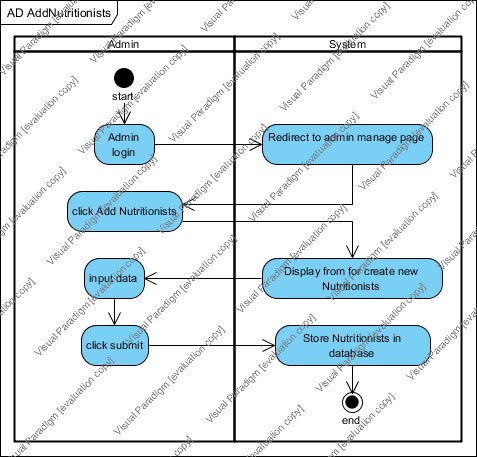 AD AddNutritionists
Admin
System
start
Admin
login
Redirect to admin manage page
click Add Nutritionists
Display from for create new
Nutritionists
input data
click submit
Store Nutritionists in
database
end
Visual Paradigm [evaluation copy]